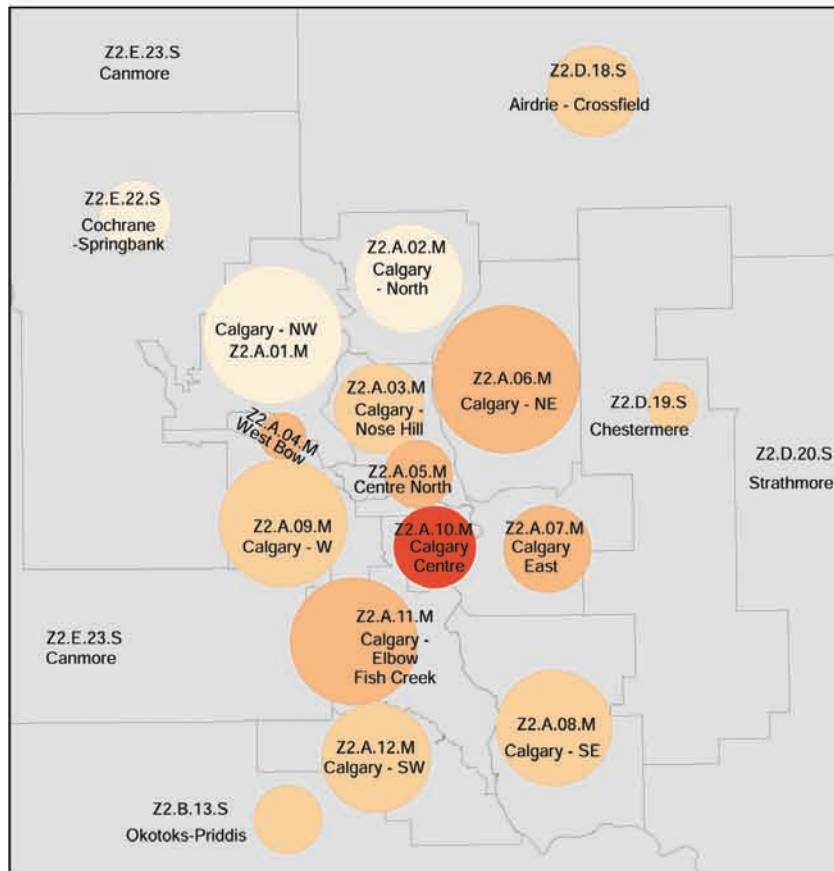 Z2.E.23.S
Canmore
Z2.D.18.S
Airdrie - Crossfield
Z2.E.22.S
Cochrane
-Springbank
Z2.A.02.M
Calgary
- North
Calgary - NW
Z2.A.01.M
Z2.A.03.M
Calgary -
Nose Hill
Z2.A.06.M
Calgary - NE
Z2.D.19.S
Chestermere
Z2.A.04.M
West Bow
Z2.A.05.M
Centre North
Z2.D.20.S
Strathmore
Z2.A.09.M
Calgary - W
Z2.A.10.M
Calgary
Centre
Z2.A.07.M
Calgary
East
Z2.E.23.S
Canmore
Z2.A.11.M
Calgary -
Elbow
Fish Creek
Z2.A.08.M
Calgary - SE
Z2.A.12.M
Calgary - SW
Z2.B.13.S
Okotoks-Priddis